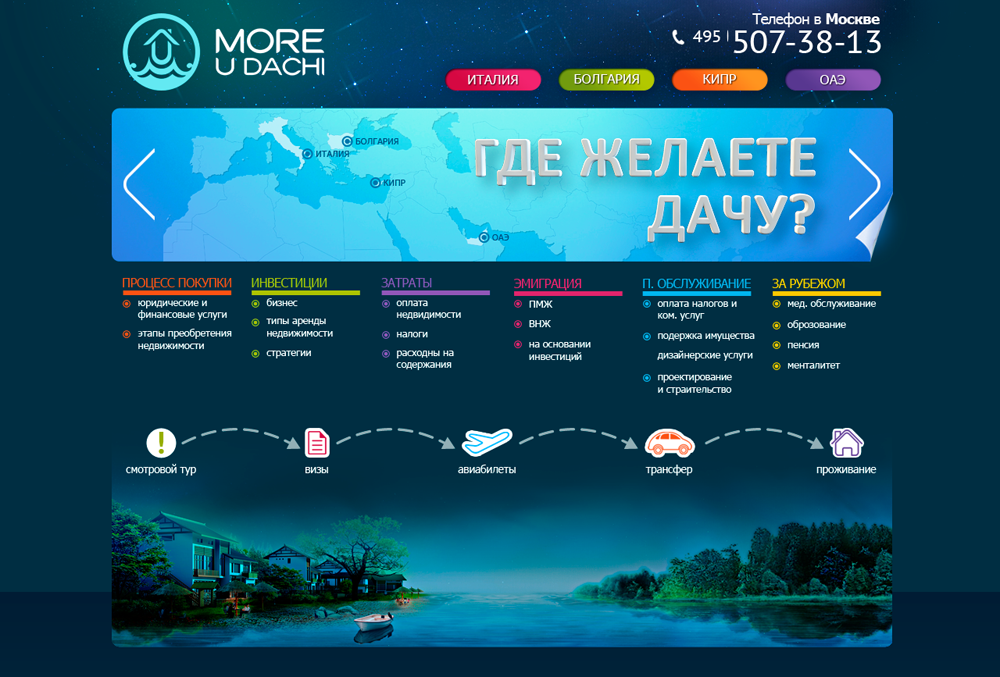 MORE
U DACHI
Телефон в Москве
495 507-38-13
ИТАЛИЯ
БОЛГАРИЯ
КИПР
ОАЭ
БОЛГАРИЯ
ИТАЛИЯ
КИПР
ОАЭ
ГДЕ ЖЕЛАЕТЕ
ДАЧУ?
ПРОЦЕСС ПОКУПКИ
юридические и
финансовые услуги
этапы преобретения
недвижимости
ИНВЕСТИЦИИ
бизнес
типы аренды
недвижимости
стратегии
ЗАТРАТЫ
оплата
недвидимости
налоги
расходны на
содержания
ЭМИГРАЦИЯ
ПМЖ
ВНЖ
на основании
инвестиций
П. ОБСЛУЖИВАНИЕ
оплата налогов и
ком. услуг
подержка имущества
дизайнерские услуги
проектирование
и страительство
ЗА РУБЕЖОМ
мед. обслуживание
оброзование
пенсия
менталитет
смотровой тур
визы
авиабилеты
трансфер
проживание